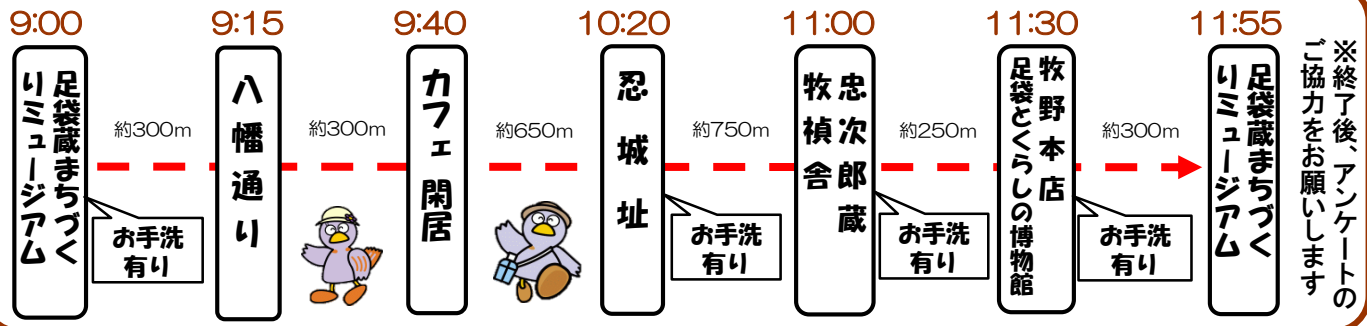 9:00
9:15
9:40
10:20
11:00
11:30
11:55
足袋蔵まちづく
りミュージアム
約300m
お手洗
有り
八幡通り
約300m
カフェ閑居
約650m
忍城址
約750m
お手洗
有り
忠次郎蔵
牧禎舎
約250m
お手洗
有り
牧野本店
足袋とくらしの博物館
約300m
お手洗
有り
足袋蔵まちづく
りミュージアム
※終了後、アンケートの
ご協力をお願いします